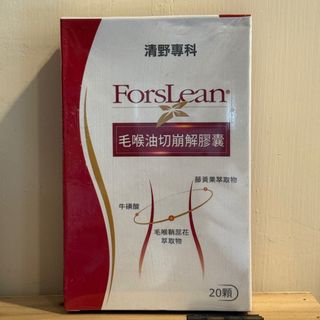 清野專科
ForsLean®
毛喉油切崩解膠囊
藤黃果萃取物
牛磺酸
毛喉鞘蕊花
萃取物
20顆